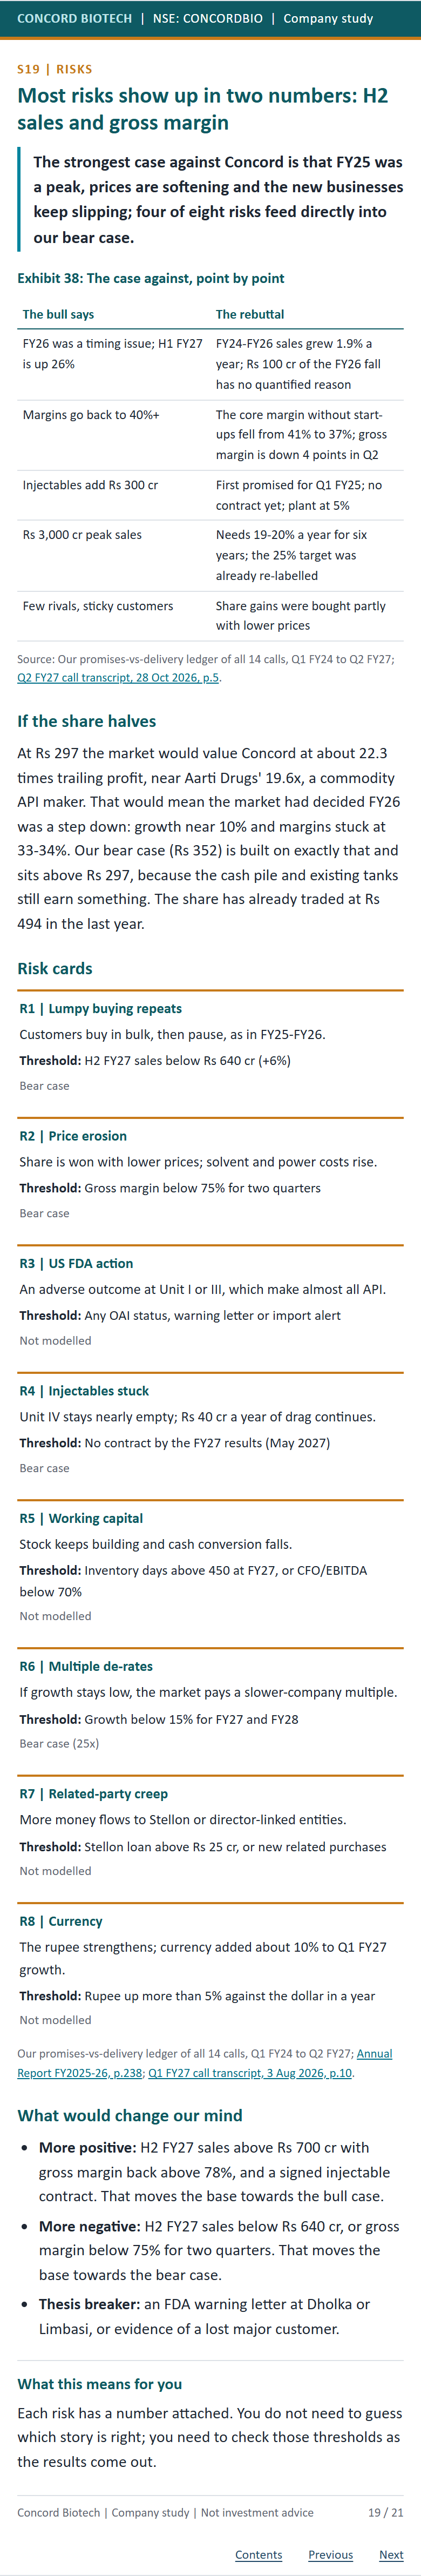 CONCORD BIOTECH | NSE: CONCORDBIO | Company study
S19 | RISKS
Most risks show up in two numbers: H2
sales and gross margin
The strongest case against Concord is that FY25 was
a peak, prices are softening and the new businesses
keep slipping; four of eight risks feed directly into
our bear case.
Exhibit 38: The case against, point by point
The bull says The rebuttal
FY26 was a timing issue; H1 FY27 FY24-FY26 sales grew 1.9% a
is up 26% year; Rs 100 cr of the FY26 fall
has no quantified reason
Margins go back to 40%+ The core margin without start-
ups fell from 41% to 37%; gross
margin is down 4 points in Q2
Injectables add Rs 300 cr First promised for Q1 FY25; no
contract yet; plant at 5%
Rs 3,000 cr peak sales Needs 19-20% a year for six
years; the 25% target was
already re-labelled
Few rivals, sticky customers Share gains were bought partly
with lower prices
Source: Our promises-vs-delivery ledger of all 14 calls, Q1 FY24 to Q2 FY27;
Q2 FY27 call transcript, 28 Oct 2026, p.5.
If the share halves
At Rs 297 the market would value Concord at about 22.3
times trailing profit, near Aarti Drugs' 19.6x, a commodity
API maker. That would mean the market had decided FY26
was a step down: growth near 10% and margins stuck at
33-34%. Our bear case (Rs 352) is built on exactly that and
sits above Rs 297, because the cash pile and existing tanks
still earn something. The share has already traded at Rs
494 in the last year.
Risk cards
R1 | Lumpy buying repeats
Customers buy in bulk, then pause, as in FY25-FY26.
Threshold: H2 FY27 sales below Rs 640 cr (+6%)
Bear case
R2 | Price erosion
Share is won with lower prices; solvent and power costs rise.
Threshold: Gross margin below 75% for two quarters
Bear case
R3 | US FDA action
An adverse outcome at Unit I or III, which make almost all API.
Threshold: Any OAI status, warning letter or import alert
Not modelled
R4 | Injectables stuck
Unit IV stays nearly empty; Rs 40 cr a year of drag continues.
Threshold: No contract by the FY27 results (May 2027)
Bear case
R5 | Working capital
Stock keeps building and cash conversion falls.
Threshold: Inventory days above 450 at FY27, or CFO/EBITDA
below 70%
Not modelled
R6 | Multiple de-rates
If growth stays low, the market pays a slower-company multiple.
Threshold: Growth below 15% for FY27 and FY28
Bear case (25x)
R7 | Related-party creep
More money flows to Stellon or director-linked entities.
Threshold: Stellon loan above Rs 25 cr, or new related purchases
Not modelled
R8 | Currency
The rupee strengthens; currency added about 10% to Q1 FY27
growth.
Threshold: Rupee up more than 5% against the dollar in a year
Not modelled
Our promises-vs-delivery ledger of all 14 calls, Q1 FY24 to Q2 FY27; Annual
Report FY2025-26, p.238; Q1 FY27 call transcript, 3 Aug 2026, p.10.
What would change our mind
• More positive: H2 FY27 sales above Rs 700 cr with
gross margin back above 78%, and a signed injectable
contract. That moves the base towards the bull case.
• More negative: H2 FY27 sales below Rs 640 cr, or gross
margin below 75% for two quarters. That moves the
base towards the bear case.
• Thesis breaker: an FDA warning letter at Dholka or
Limbasi, or evidence of a lost major customer.
What this means for you
Each risk has a number attached. You do not need to guess
which story is right; you need to check those thresholds as
the results come out.
Concord Biotech | Company study | Not investment advice 19 / 21
Contents Previous Next